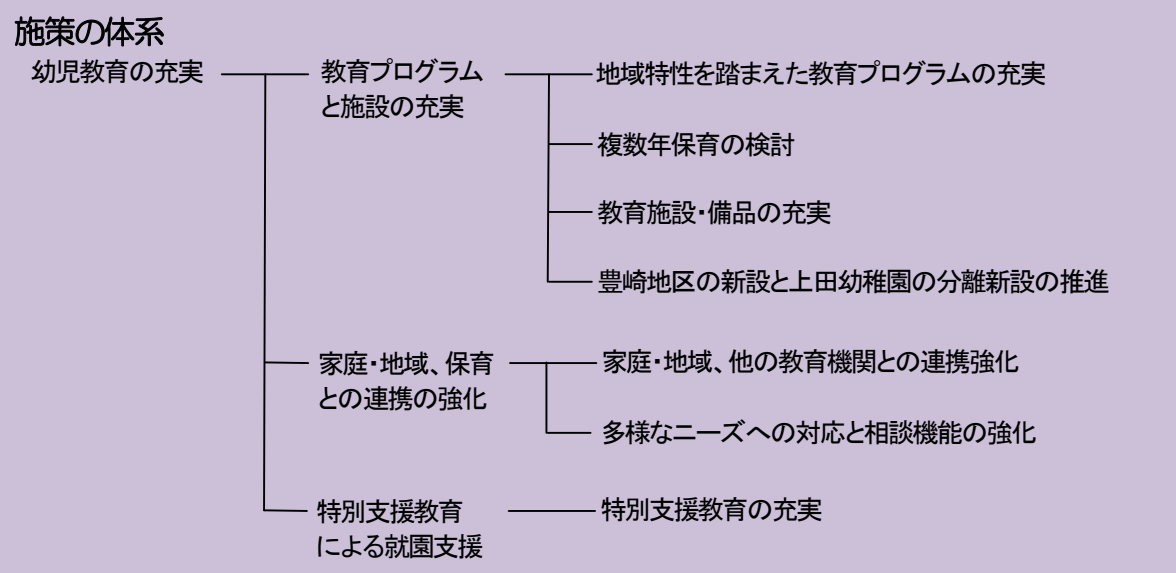 施策の体系
幼児教育の充実
教育プログラム
と施設の充実
地域特性を踏まえた教育プログラムの充実
複数年保育の検討
教育施設・備品の充実
豊崎地区の新設と上田幼稚園の分離新設の推進
家庭・地域、保育
との連携の強化
家庭・地域、他の教育機関との連携強化
多様なニーズへの対応と相談機能の強化
特別支援教育
による就園支援
特別支援教育の充実